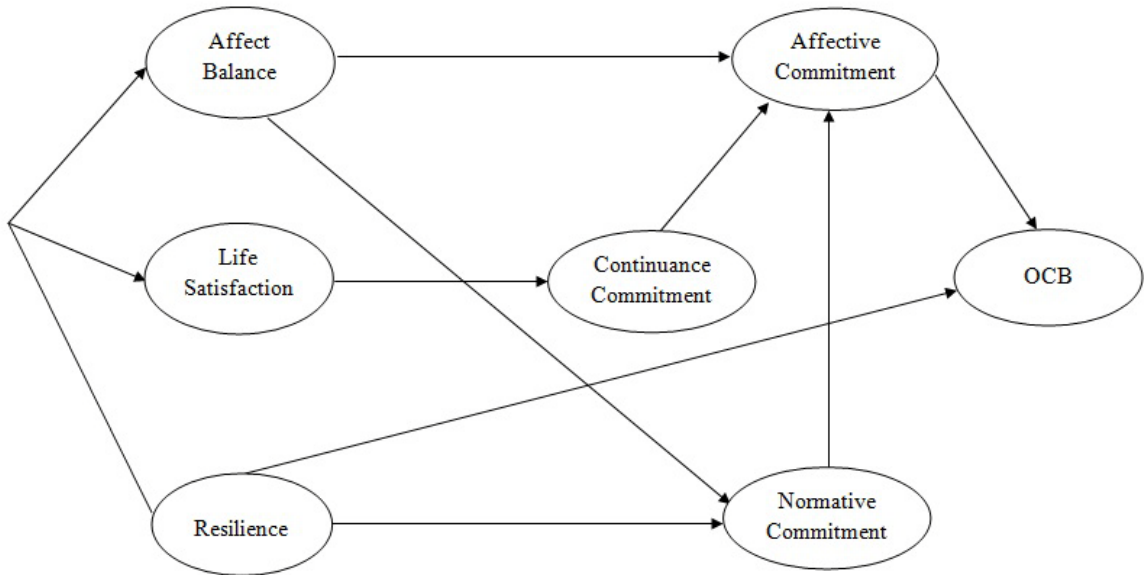 Affect
Balance
Affective
Commitment
Life
Satisfaction
Continuance
Commitment
OCB
Resilience
Normative
Commitment